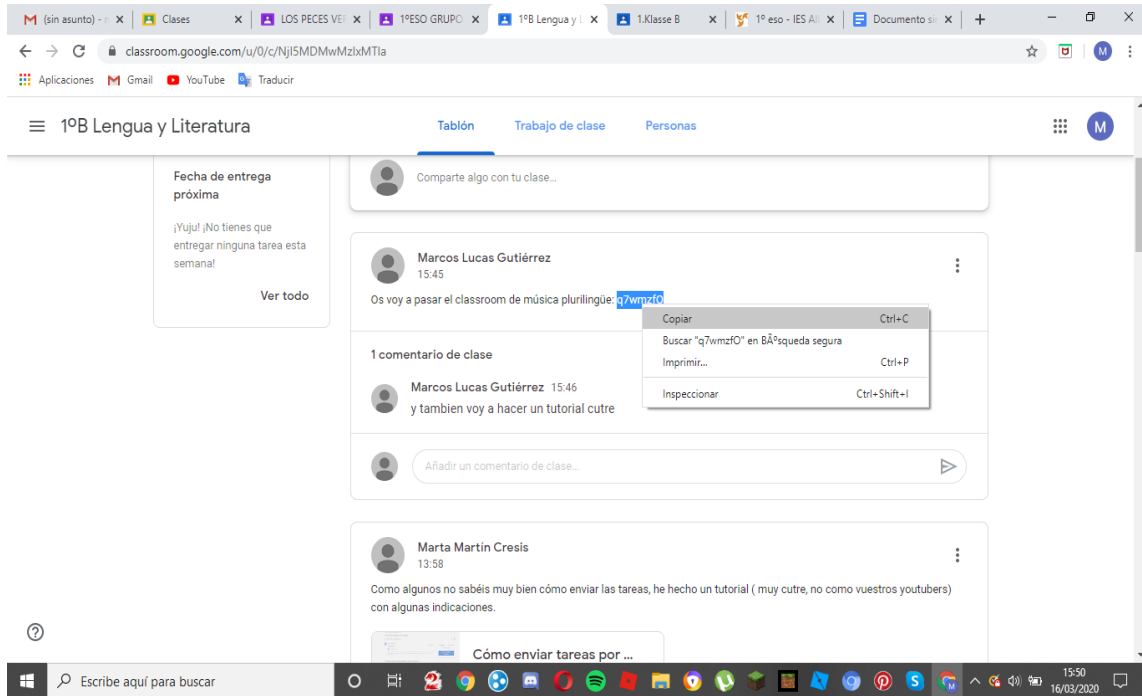 (sin asunto) - n
Clases
LOS PECES VER
1ºESO GRUPO
1ºB Lengua y L
1.Klasse B
1º eso - IES Al
Documento si
classroom.google.com/u/0/c/NjI5MDMwMzIxMTIa
Aplicaciones
Gmail
YouTube
Traducir
1ºB Lengua y Literatura
Tablón
Trabajo de clase
Personas
M
Fecha de entrega
próxima
¡Yuju! ¡No tienes que
entregar ninguna tarea esta
semana!
Ver todo
Comparte algo con tu clase...
Marcos Lucas Gutiérrez
15:45
Os voy a pasar el classroom de música plurilingüe: q7wmzfO
Copiar Ctrl+C
Buscar "q7wmzfO" en BÃºsqueda segura
Imprimir... Ctrl+P
Inspeccionar Ctrl+Shift+I
1 comentario de clase
Marcos Lucas Gutiérrez 15:46
y tambien voy a hacer un tutorial cutre
Añadir un comentario de clase...
Marta Martín Cresis
13:58
Como algunos no sabéis muy bien cómo enviar las tareas, he hecho un tutorial ( muy cutre, no como vuestros youtubers)
con algunas indicaciones.
Cómo enviar tareas por ...
Escribe aquí para buscar
15:50
16/03/2020